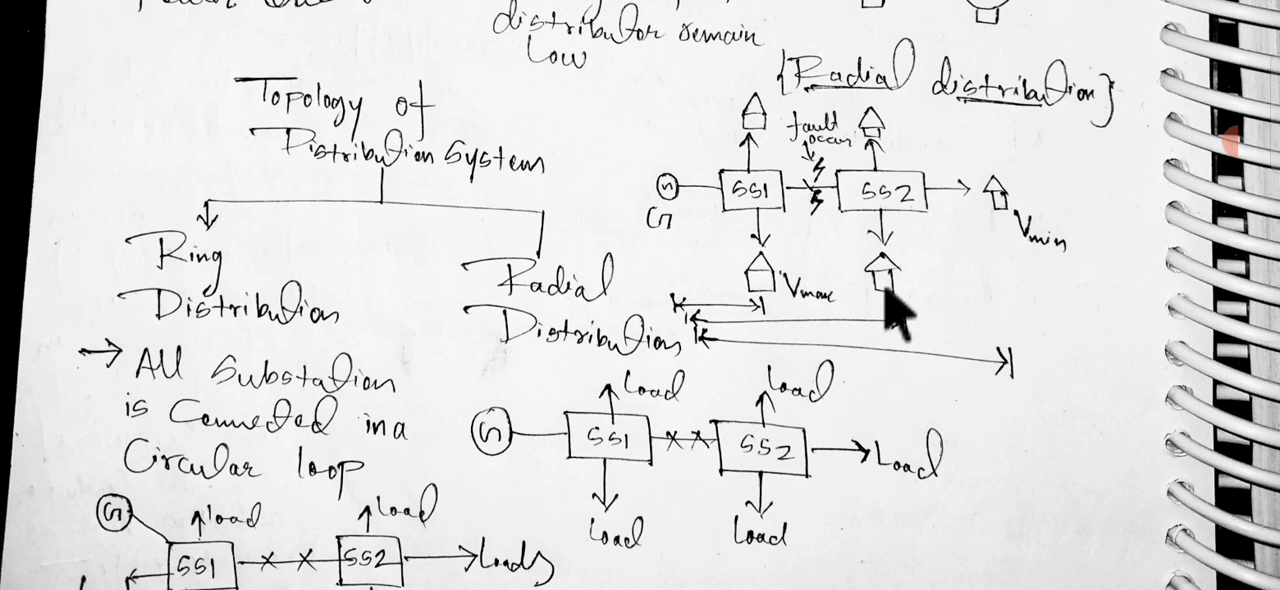 distributor remain
Low
{Radial distribution}
Topology of
Distribution System
fault
occur
G
SS1
SS2
Vmin
Vmax
Ring
Distribution
Radial
Distribution
→ All Substation
is Connected in a
Circular loop
Load
Load
G
SS1
SS2
Load
Load
Load
G
Load
Load
SS1
SS2
Loads